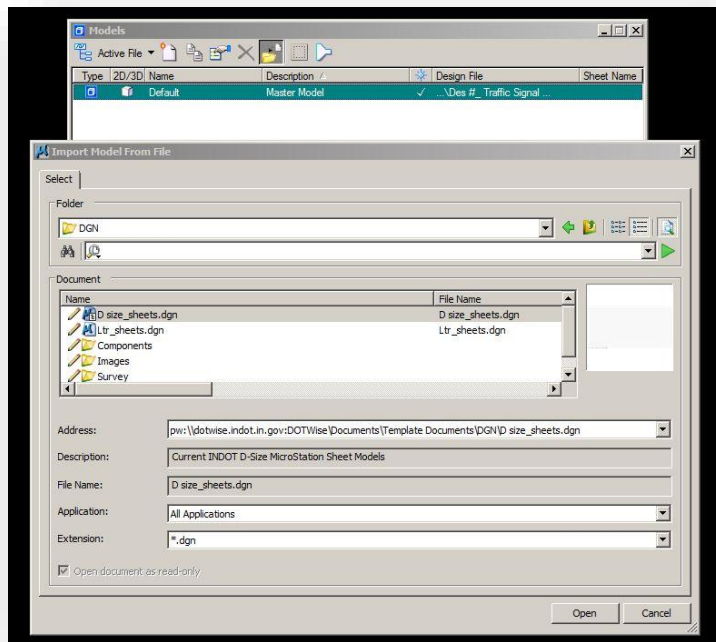 Models
Active File
Type 2D/3D Name Description Design File Sheet Name
Default Master Model ...\Des #_ Traffic Signal ...
Import Model From File
Select
Folder
DGN
Document
Name File Name
D size_sheets.dgn D size_sheets.dgn
Ltr_sheets.dgn Ltr_sheets.dgn
Components
Images
Survey
Address: pw:\\dotwise.indot.in.gov:DOTWise\Documents\Template Documents\DGN\D size_sheets.dgn
Description: Current INDOT D-Size MicroStation Sheet Models
File Name: D size_sheets.dgn
Application: All Applications
Extension: *.dgn
Open document as read-only
Open Cancel